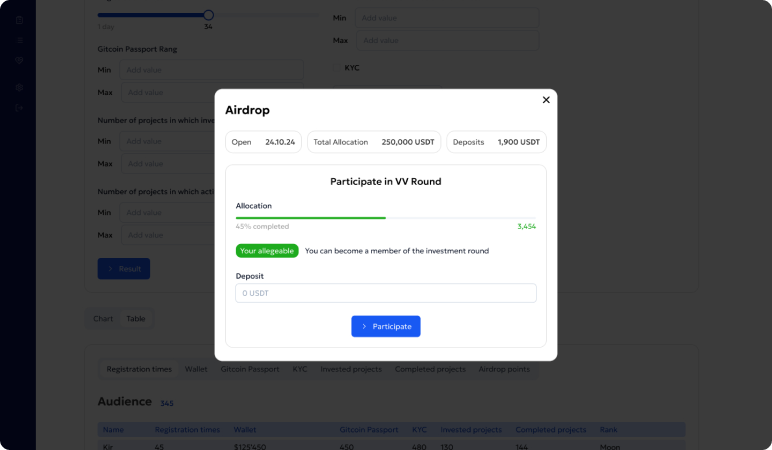 1 day
34
Min Add value
Max Add value
Gitcoin Passport Rang
Min Add value
Max Add value
KYC
Number of projects in which inve
Min Add value
Max Add value
Number of projects in which acti
Min Add value
Max Add value
Result
Airdrop
Open 24.10.24
Total Allocation 250,000 USDT
Deposits 1,900 USDT
Participate in VV Round
Allocation
45% completed 3,454
Your allegeable You can become a member of the investment round
Deposit
0 USDT
Participate
Chart Table
Registration times Wallet Gitcoin Passport KYC Invested projects Completed projects Airdrop points
Audience 345
Name Registration times Wallet Gitcoin Passport KYC Invested projects Completed projects Rank
Kir 45 $125'450 450 480 130 144 Moon